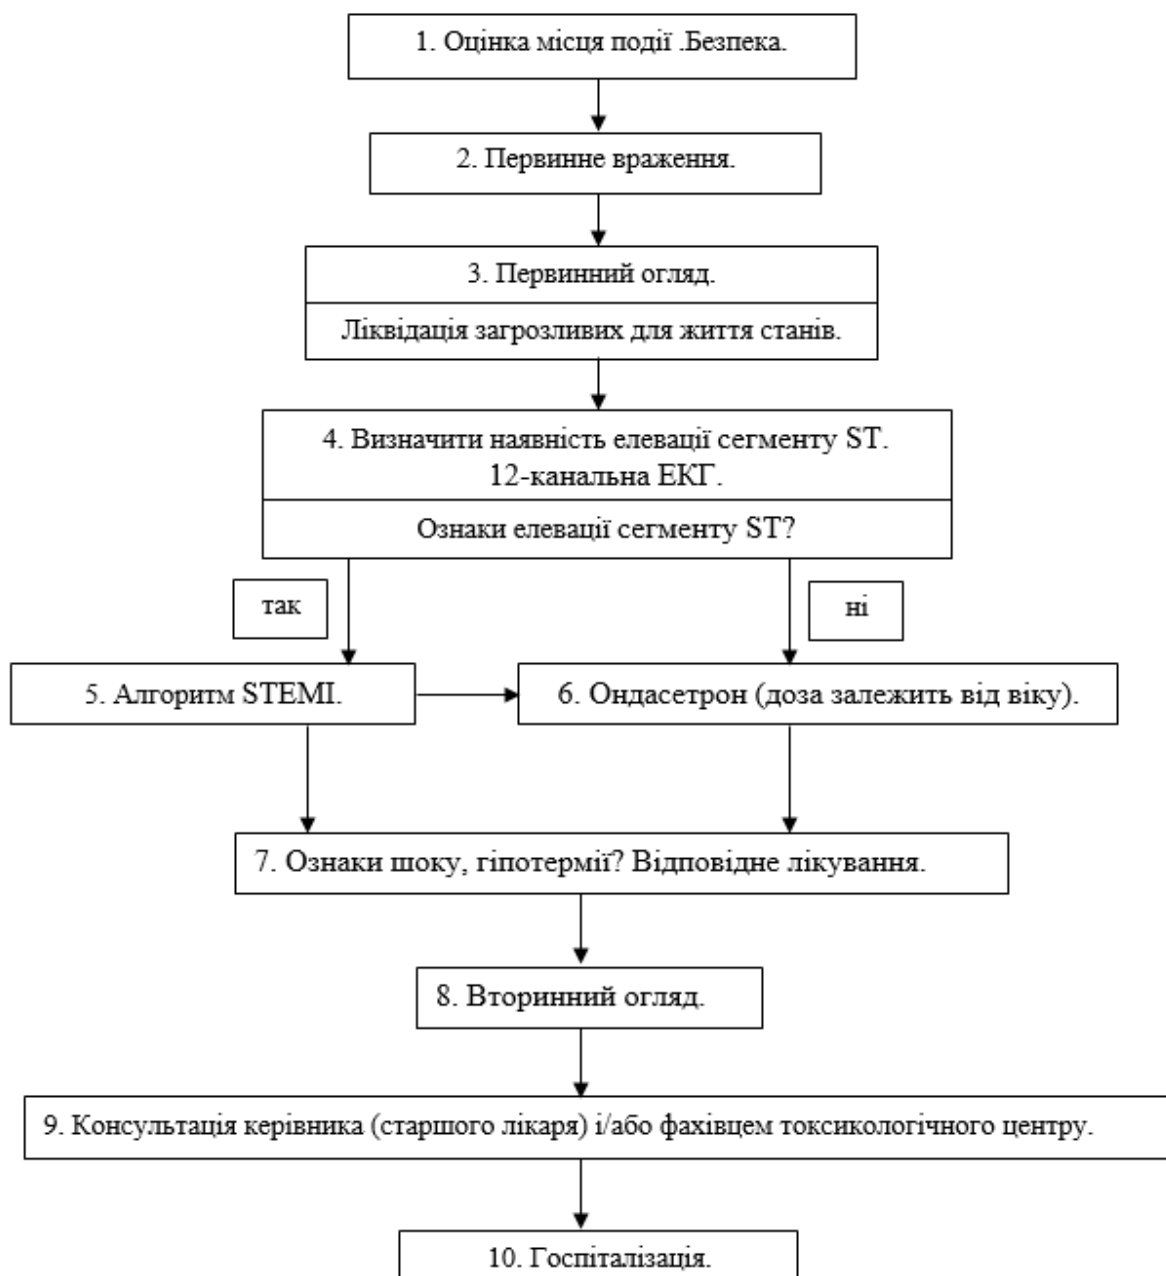 1. Оцінка місця події .Безпека.
2. Первинне враження.
3. Первинний огляд.
Ліквідація загрозливих для життя станів.
4. Визначити наявність елевації сегменту ST.
12-канальна ЕКГ.
Ознаки елевації сегменту ST?
так
ні
5. Алгоритм STEMI.
6. Ондасетрон (доза залежить від віку).
7. Ознаки шоку, гіпотермії? Відповідне лікування.
8. Вторинний огляд.
9. Консультація керівника (старшого лікаря) і/або фахівцем токсикологічного центру.
10. Госпіталізація.